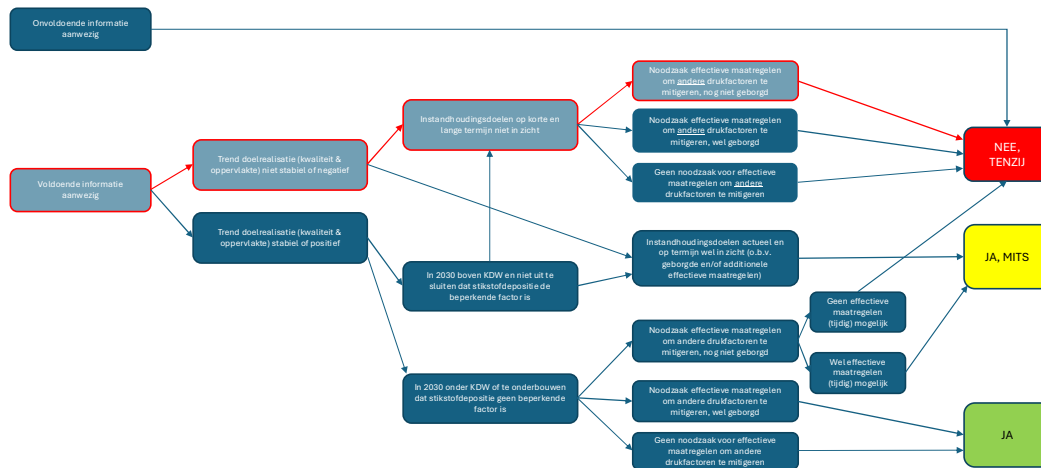 Onvoldoende informatie
aanwezig
Voldoende informatie
aanwezig
Trend doelrealisatie (kwaliteit &
oppervlakte) niet stabiel of negatief
Trend doelrealisatie (kwaliteit &
oppervlakte) stabiel of positief
Instandhoudingsdoelen op korte en
lange termijn niet in zicht
In 2030 boven KDW en niet uit te
sluiten dat stikstofdepositie de
beperkende factor is
In 2030 onder KDW of te onderbouwen
dat stikstofdepositie geen beperkende
factor is
Noodzaak effectieve maatregelen
om andere drukfactoren te
mitigeren, nog niet geborgd
Noodzaak effectieve maatregelen
om andere drukfactoren te
mitigeren, wel geborgd
Geen noodzaak voor effectieve
maatregelen om andere
drukfactoren te mitigeren
Instandhoudingsdoelen actueel en
op termijn wel in zicht (o.b.v.
geborgde en/of additionele
effectieve maatregelen)
Noodzaak effectieve maatregelen
om andere drukfactoren te
mitigeren, nog niet geborgd
Noodzaak effectieve maatregelen
om andere drukfactoren te
mitigeren, wel geborgd
Geen noodzaak voor effectieve
maatregelen om andere
drukfactoren te mitigeren
Geen effectieve
maatregelen
(tijdig) mogelijk
Wel effectieve
maatregelen
(tijdig) mogelijk
NEE,
TENZIJ
JA, MITS
JA